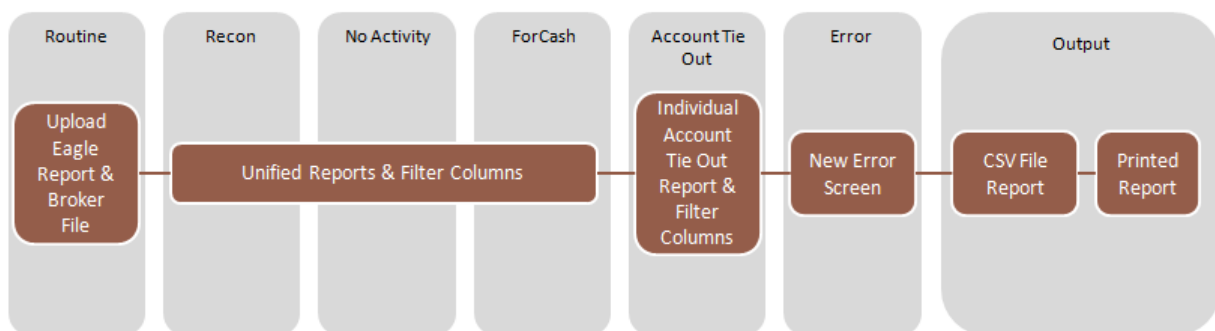 Routine
Recon
No Activity
ForCash
Account Tie
Out
Error
Output
Upload
Eagle
Report &
Broker
File
Unified Reports & Filter Columns
Individual
Account
Tie Out
Report &
Filter
Columns
New Error
Screen
CSV File
Report
Printed
Report